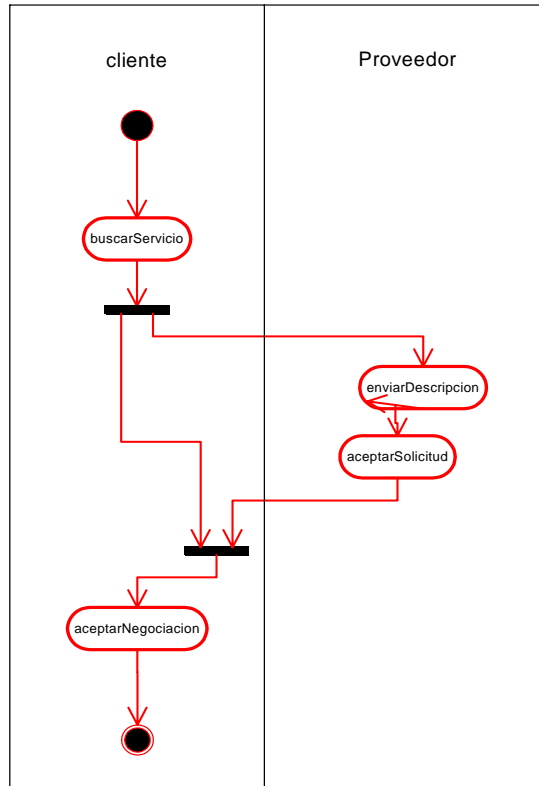 cliente
Proveedor
buscarServicio
enviarDescripcion
aceptarSolicitud
aceptarNegociacion